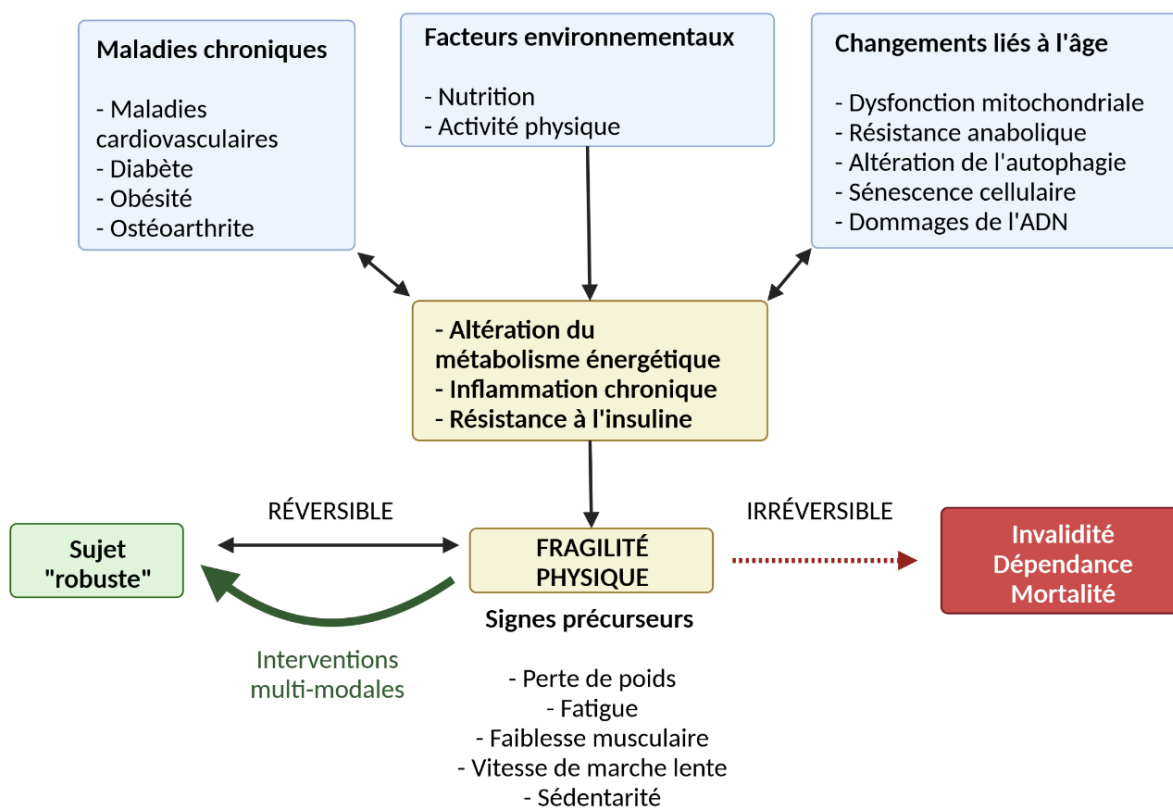 Maladies chroniques
- Maladies
cardiovasculaires
- Diabète
- Obésité
- Ostéoarthrite
Facteurs environnementaux
- Nutrition
- Activité physique
Changements liés à l'âge
- Dysfonction mitochondriale
- Résistance anabolique
- Altération de l'autophagie
- Sénescence cellulaire
- Dommages de l'ADN
- Altération du
métabolisme énergétique
- Inflammation chronique
- Résistance à l'insuline
RÉVERSIBLE
IRRÉVERSIBLE
Sujet
"robuste"
FRAGILITÉ
PHYSIQUE
Invalidité
Dépendance
Mortalité
Interventions
multi-modales
Signes précurseurs
- Perte de poids
- Fatigue
- Faiblesse musculaire
- Vitesse de marche lente
- Sédentarité